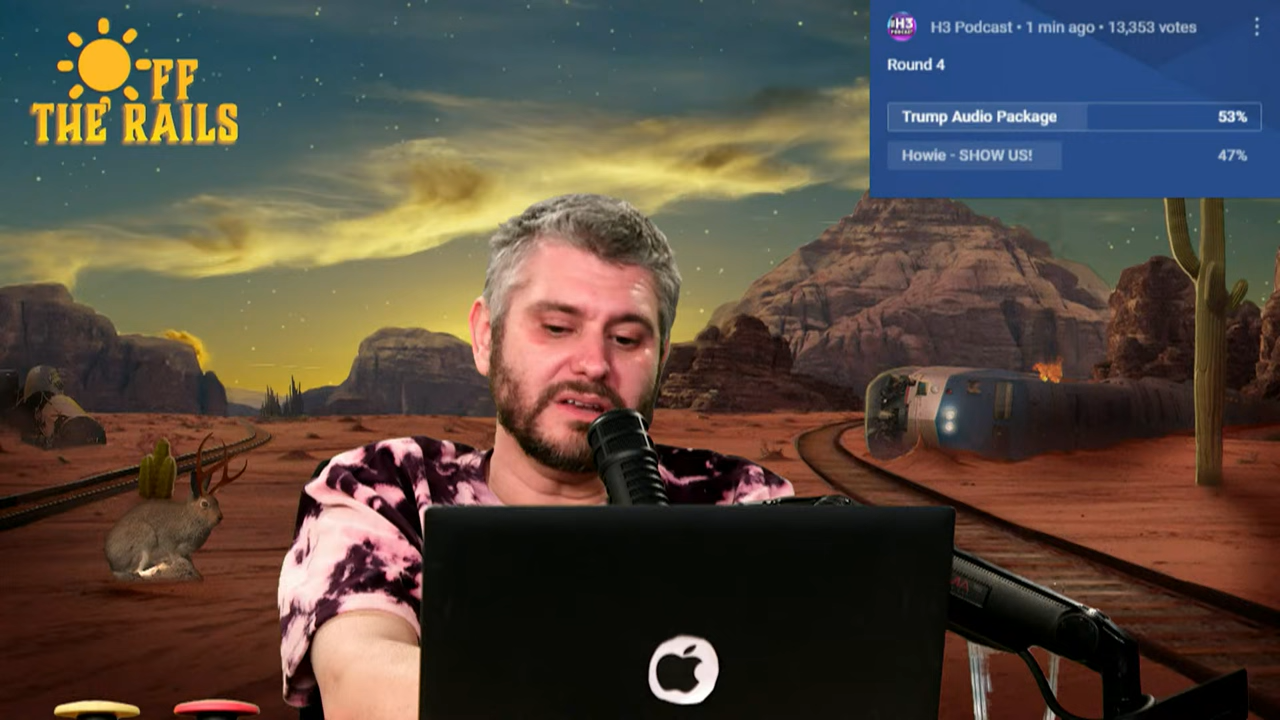 OFF
THE RAILS
H3 Podcast • 1 min ago • 13,353 votes
Round 4
Trump Audio Package 53%
Howie - SHOW US! 47%